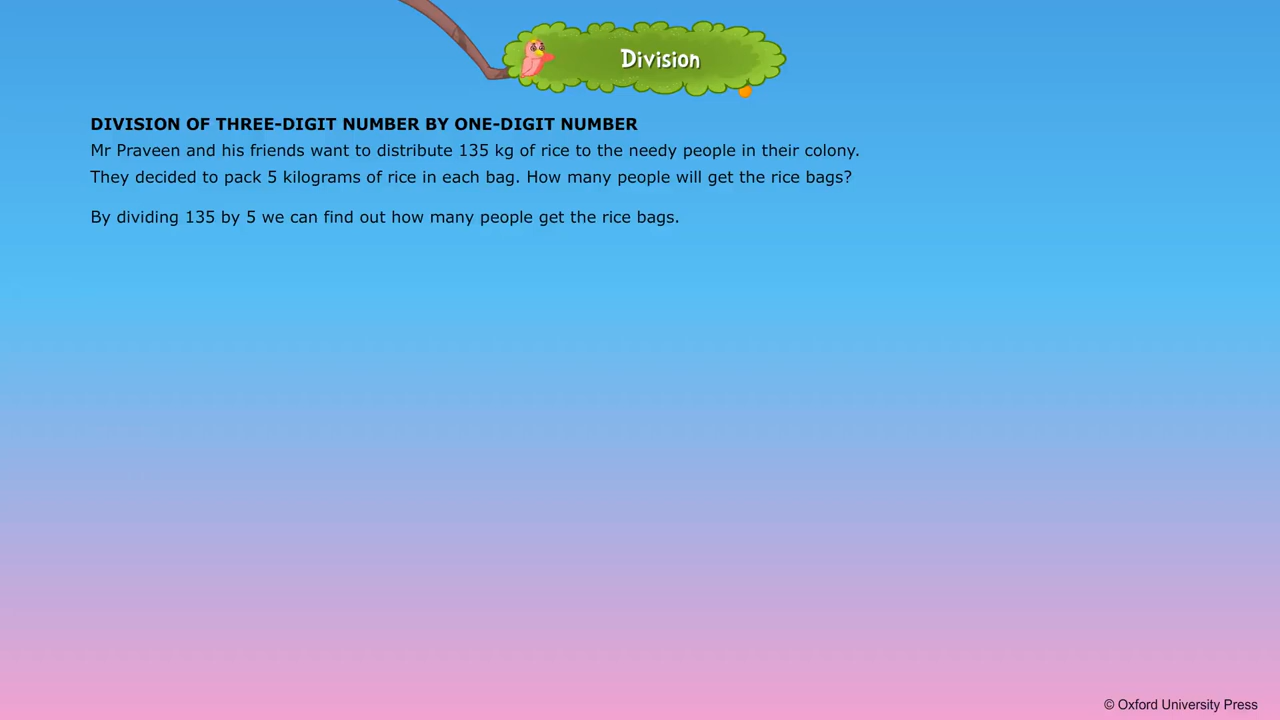 Division
DIVISION OF THREE-DIGIT NUMBER BY ONE-DIGIT NUMBER
Mr Praveen and his friends want to distribute 135 kg of rice to the needy people in their colony.
They decided to pack 5 kilograms of rice in each bag. How many people will get the rice bags?
By dividing 135 by 5 we can find out how many people get the rice bags.
© Oxford University Press